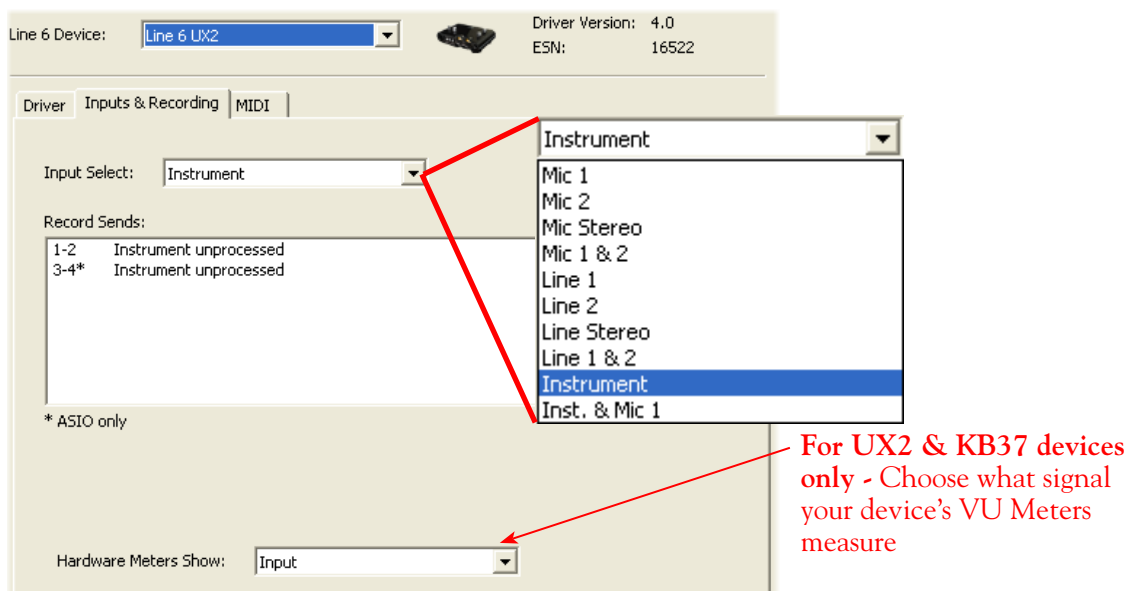 Line 6 Device: Line 6 UX2
Driver Version: 4.0
ESN: 16522
Driver Inputs & Recording MIDI
Input Select: Instrument
Record Sends:
1-2 Instrument unprocessed
3-4* Instrument unprocessed
* ASIO only
Instrument
Mic 1
Mic 2
Mic Stereo
Mic 1 & 2
Line 1
Line 2
Line Stereo
Line 1 & 2
Instrument
Inst. & Mic 1
For UX2 & KB37 devices
only - Choose what signal
your device's VU Meters
measure
Hardware Meters Show: Input